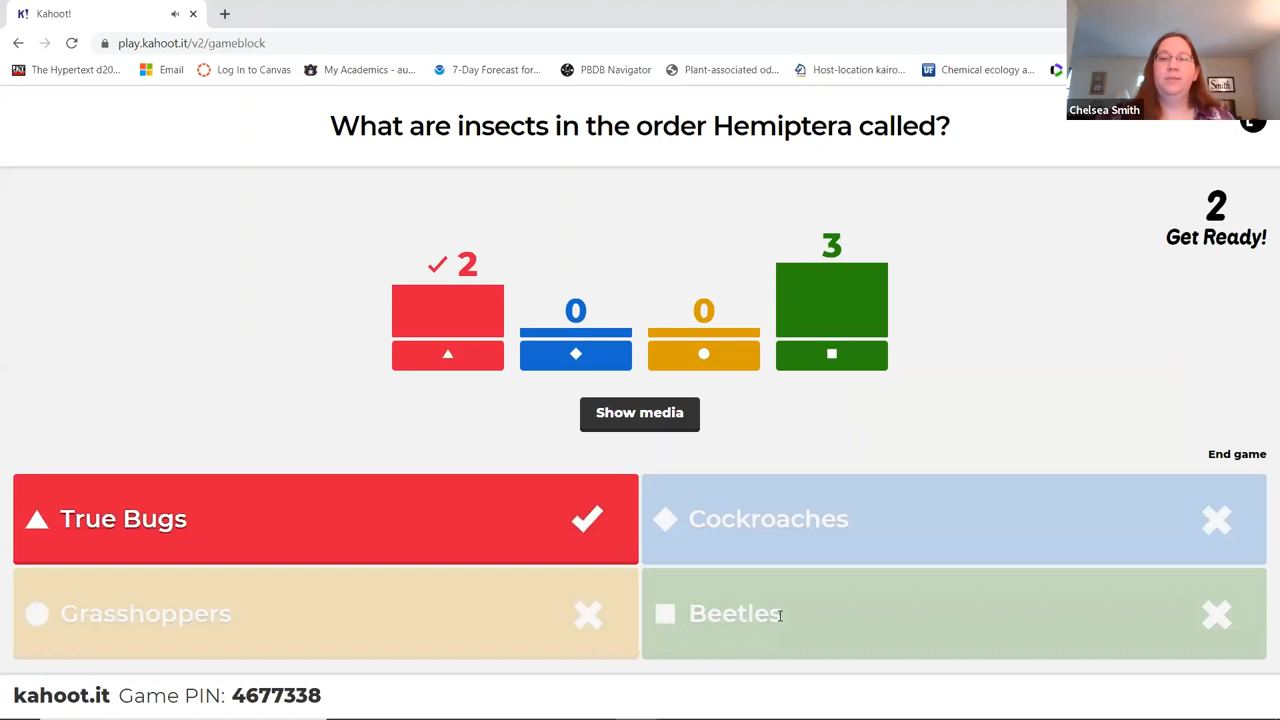 K! Kahoot!
play.kahoot.it/v2/gameblock
The Hypertext d20... Email Log In to Canvas My Academics - au... 7-Day Forecast for... PBDB Navigator Plant-associated od... Host-location kairo... UF Chemical ecology a...
Smith
Chelsea Smith
What are insects in the order Hemiptera called?
2
Get Ready!
2
0
0
3
Show media
End game
True Bugs
Cockroaches
Grasshoppers
Beetles
kahoot.it Game PIN: 4677338